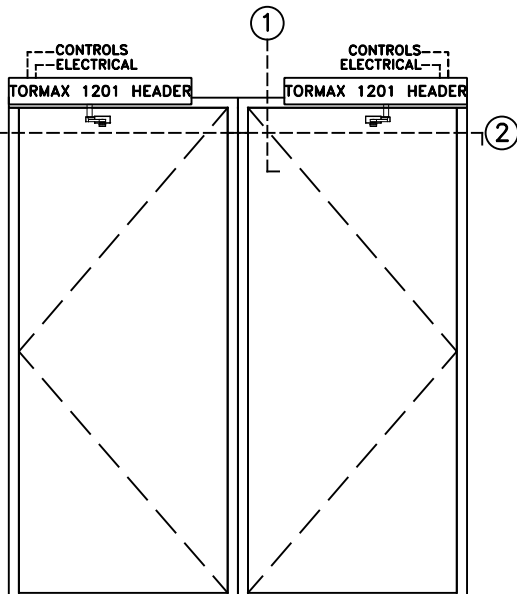 1
CONTROLS
ELECTRICAL
CONTROLS
ELECTRICAL
TORMAX 1201 HEADER
TORMAX 1201 HEADER
2